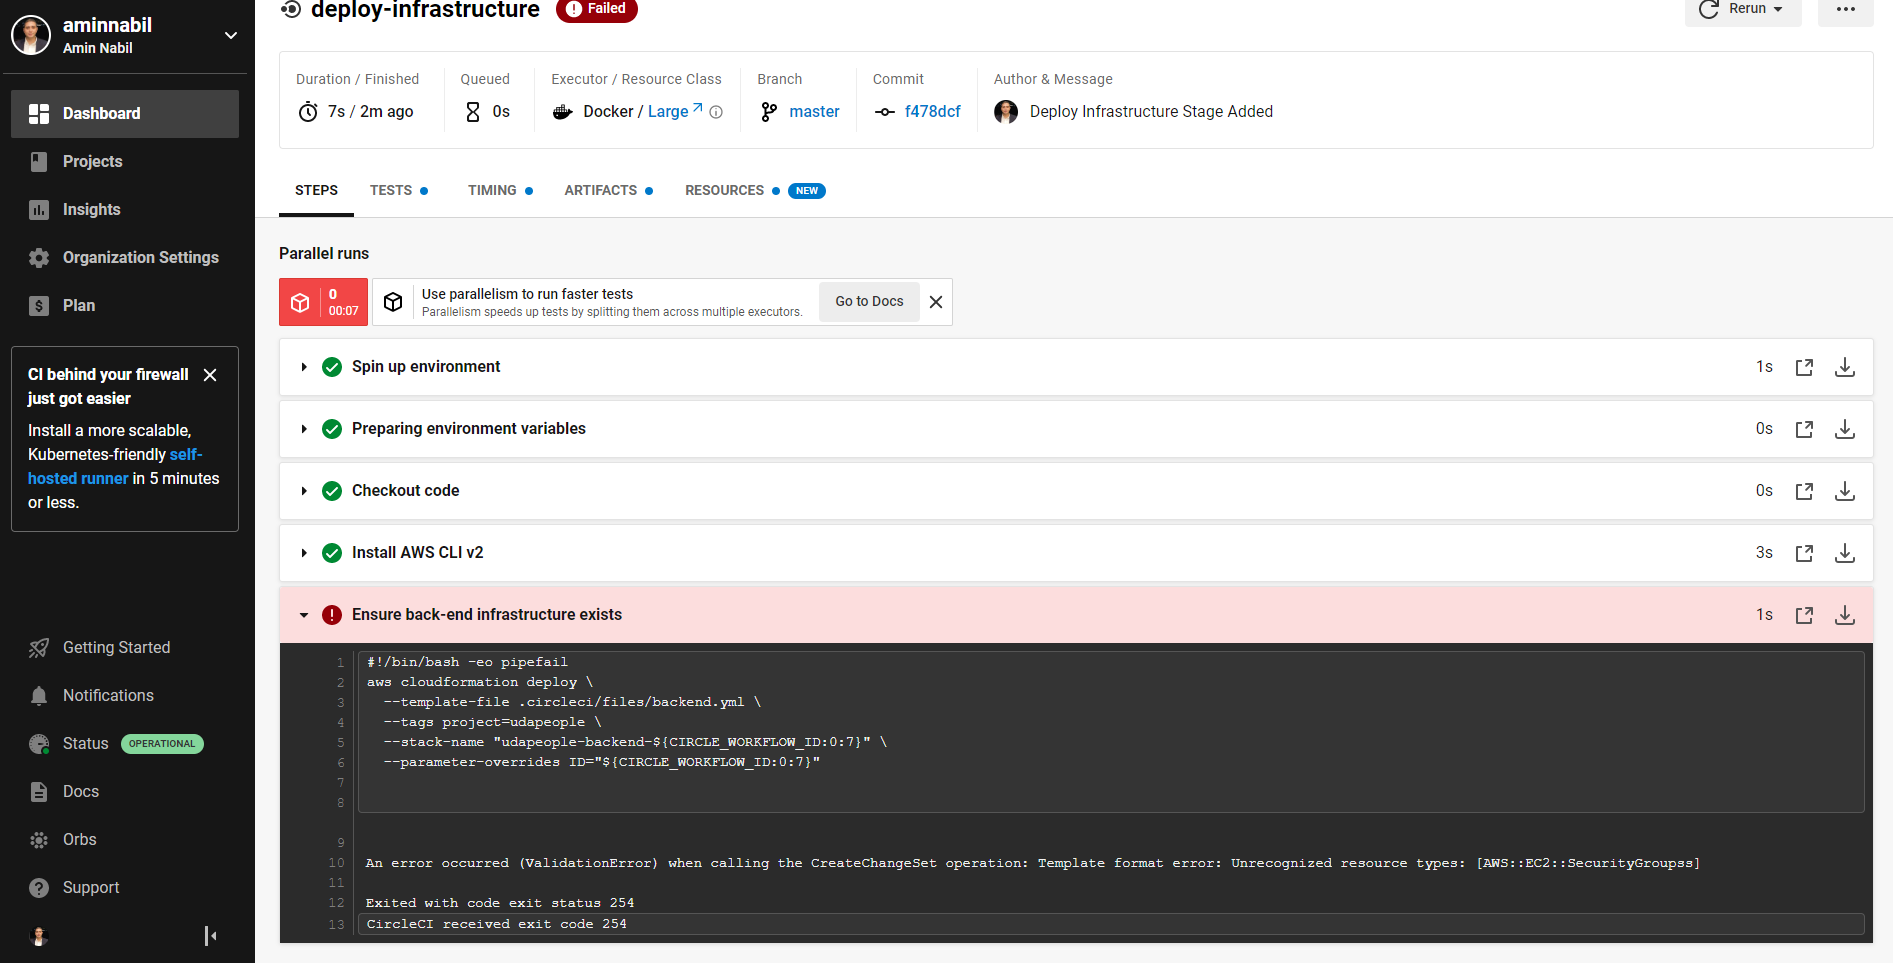 aminnabil
Amin Nabil
Dashboard
Projects
Insights
Organization Settings
Plan
CI behind your firewall
just got easier
Install a more scalable,
Kubernetes-friendly self-
hosted runner in 5 minutes
or less.
Getting Started
Notifications
Status OPERATIONAL
Docs
Orbs
Support
deploy-infrastructure Failed
Rerun
Duration / Finished
7s / 2m ago
Queued
0s
Executor / Resource Class
Docker / Large
Branch
master
Commit
f478dcf
Author & Message
Deploy Infrastructure Stage Added
STEPS TESTS TIMING ARTIFACTS RESOURCES NEW
Parallel runs
0
00:07
Use parallelism to run faster tests
Parallelism speeds up tests by splitting them across multiple executors.
Go to Docs
Spin up environment 1s
Preparing environment variables 0s
Checkout code 0s
Install AWS CLI v2 3s
Ensure back-end infrastructure exists 1s
1 #!/bin/bash -eo pipefail
2 aws cloudformation deploy \
3 --template-file .circleci/files/backend.yml \
4 --tags project=udapeople \
5 --stack-name "udapeople-backend-${CIRCLE_WORKFLOW_ID:0:7}" \
6 --parameter-overrides ID="${CIRCLE_WORKFLOW_ID:0:7}"
7
8
9
10 An error occurred (ValidationError) when calling the CreateChangeSet operation: Template format error: Unrecognized resource types: [AWS::EC2::SecurityGroupss]
11
12 Exited with code exit status 254
13 CircleCI received exit code 254